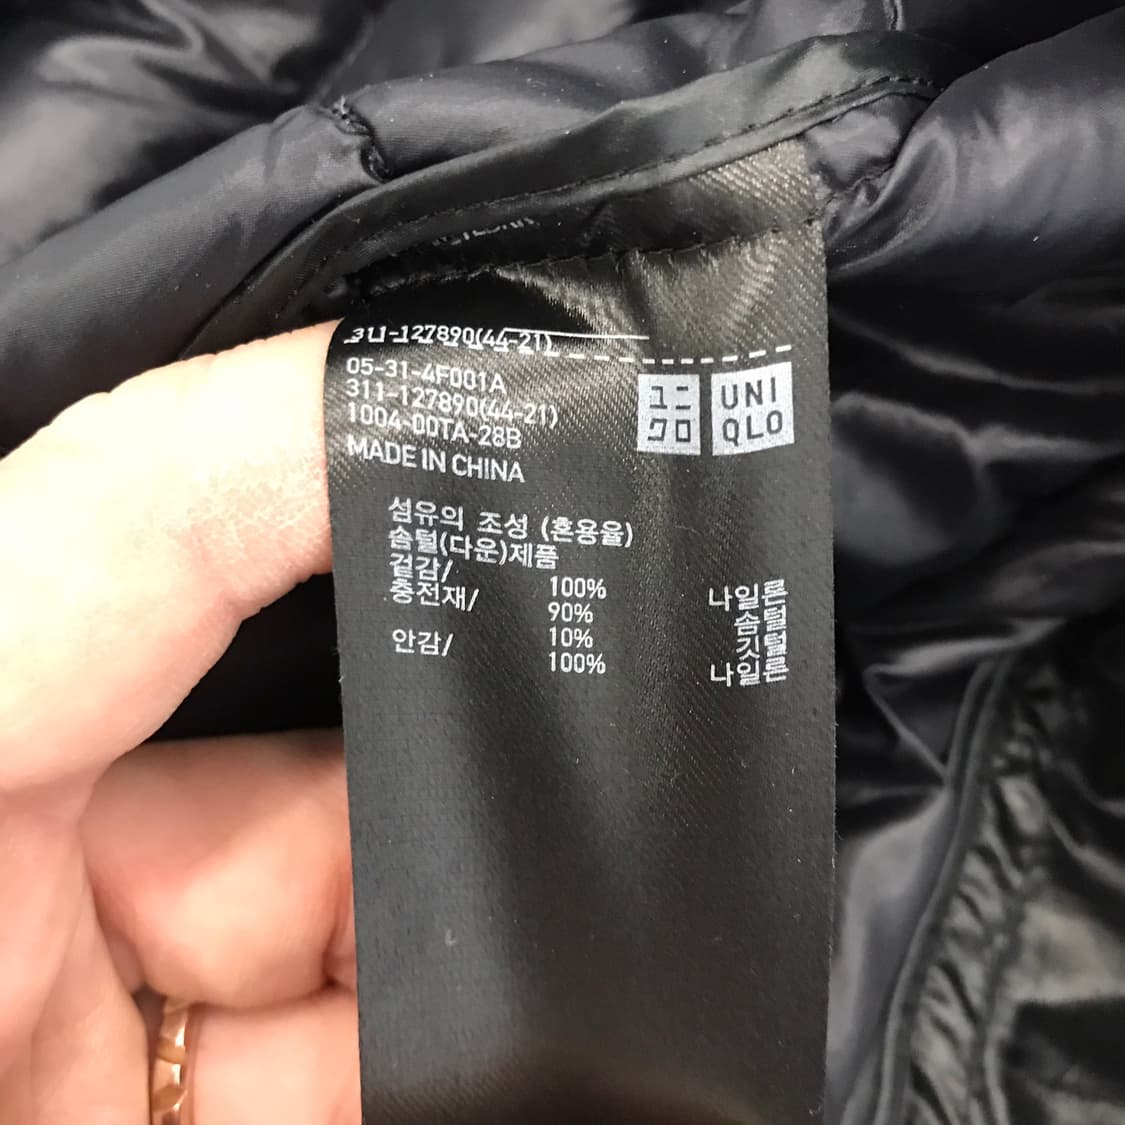 311-127890(44-21)
05-31-4F001A
311-127890(44-21)
1004-00TA-28B
MADE IN CHINA
ユニ
クロ
UNI
QLO
섬유의 조성 (혼용율)
솜털(다운)제품
겉감/ 100% 나일론
충전재/ 90% 솜털
10% 깃털
안감/ 100% 나일론